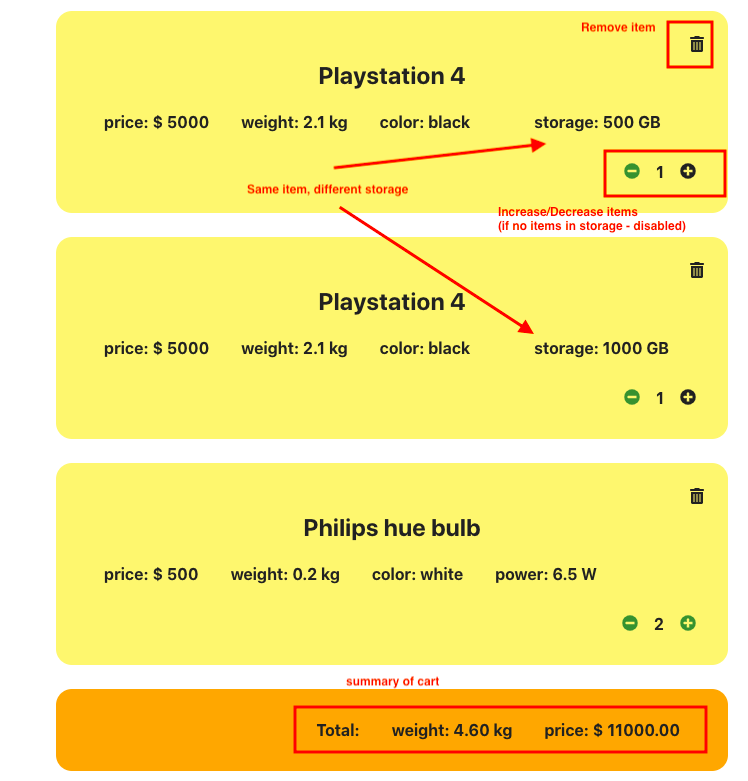 Remove item
Playstation 4
price: $ 5000 weight: 2.1 kg color: black storage: 500 GB
1
Same item, different storage
Increase/Decrease items
(if no items in storage - disabled)
Playstation 4
price: $ 5000 weight: 2.1 kg color: black storage: 1000 GB
1
Philips hue bulb
price: $ 500 weight: 0.2 kg color: white power: 6.5 W
2
summary of cart
Total: weight: 4.60 kg price: $ 11000.00